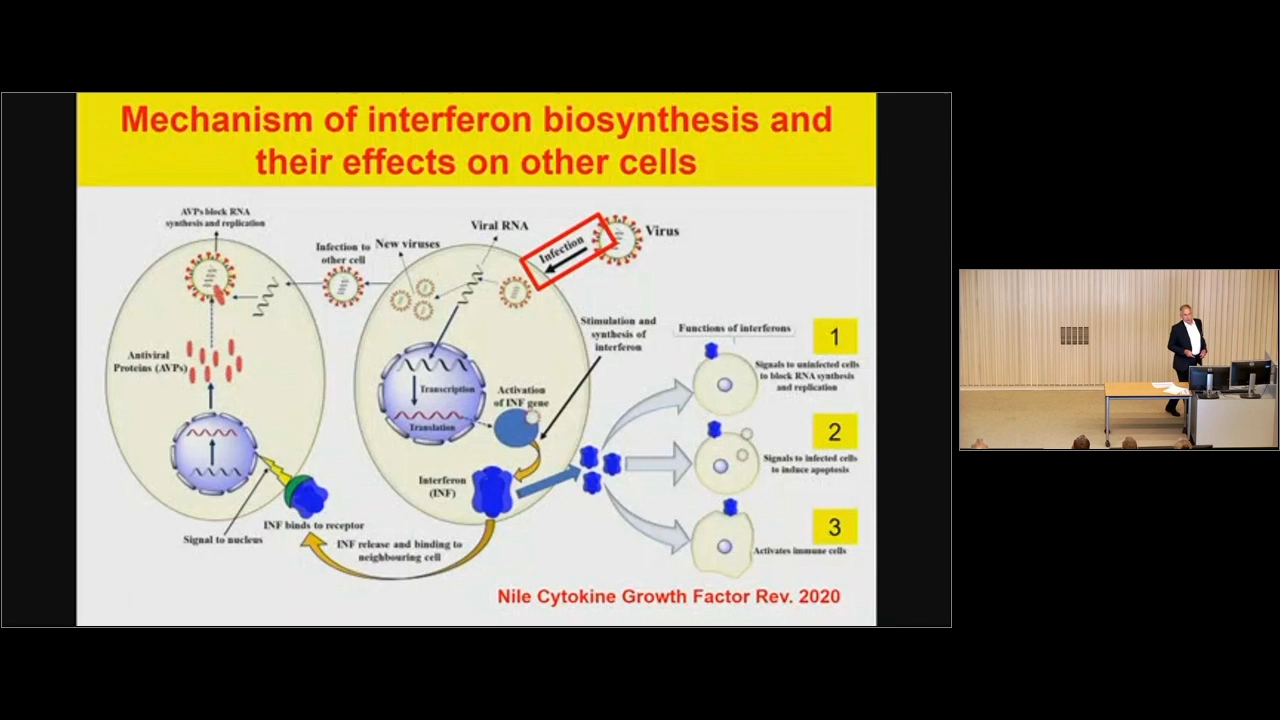 Mechanism of interferon biosynthesis and
their effects on other cells
AVPs block RNA
synthesis and replication
Infection to
other cell
New viruses
Viral RNA
Infection
Virus
Stimulation and
synthesis of
interferon
Functions of interferons
1
Signals to uninfected cells
to block RNA synthesis
and replication
Antiviral
Proteins (AVPs)
Transcription
Translation
Activation
of INF gene
2
Signals to infected cells
to induce apoptosis
Interferon
(INF)
INF binds to receptor
Signal to nucleus
INF release and binding to
neighbouring cell
3
Activates immune cells
Nile Cytokine Growth Factor Rev. 2020